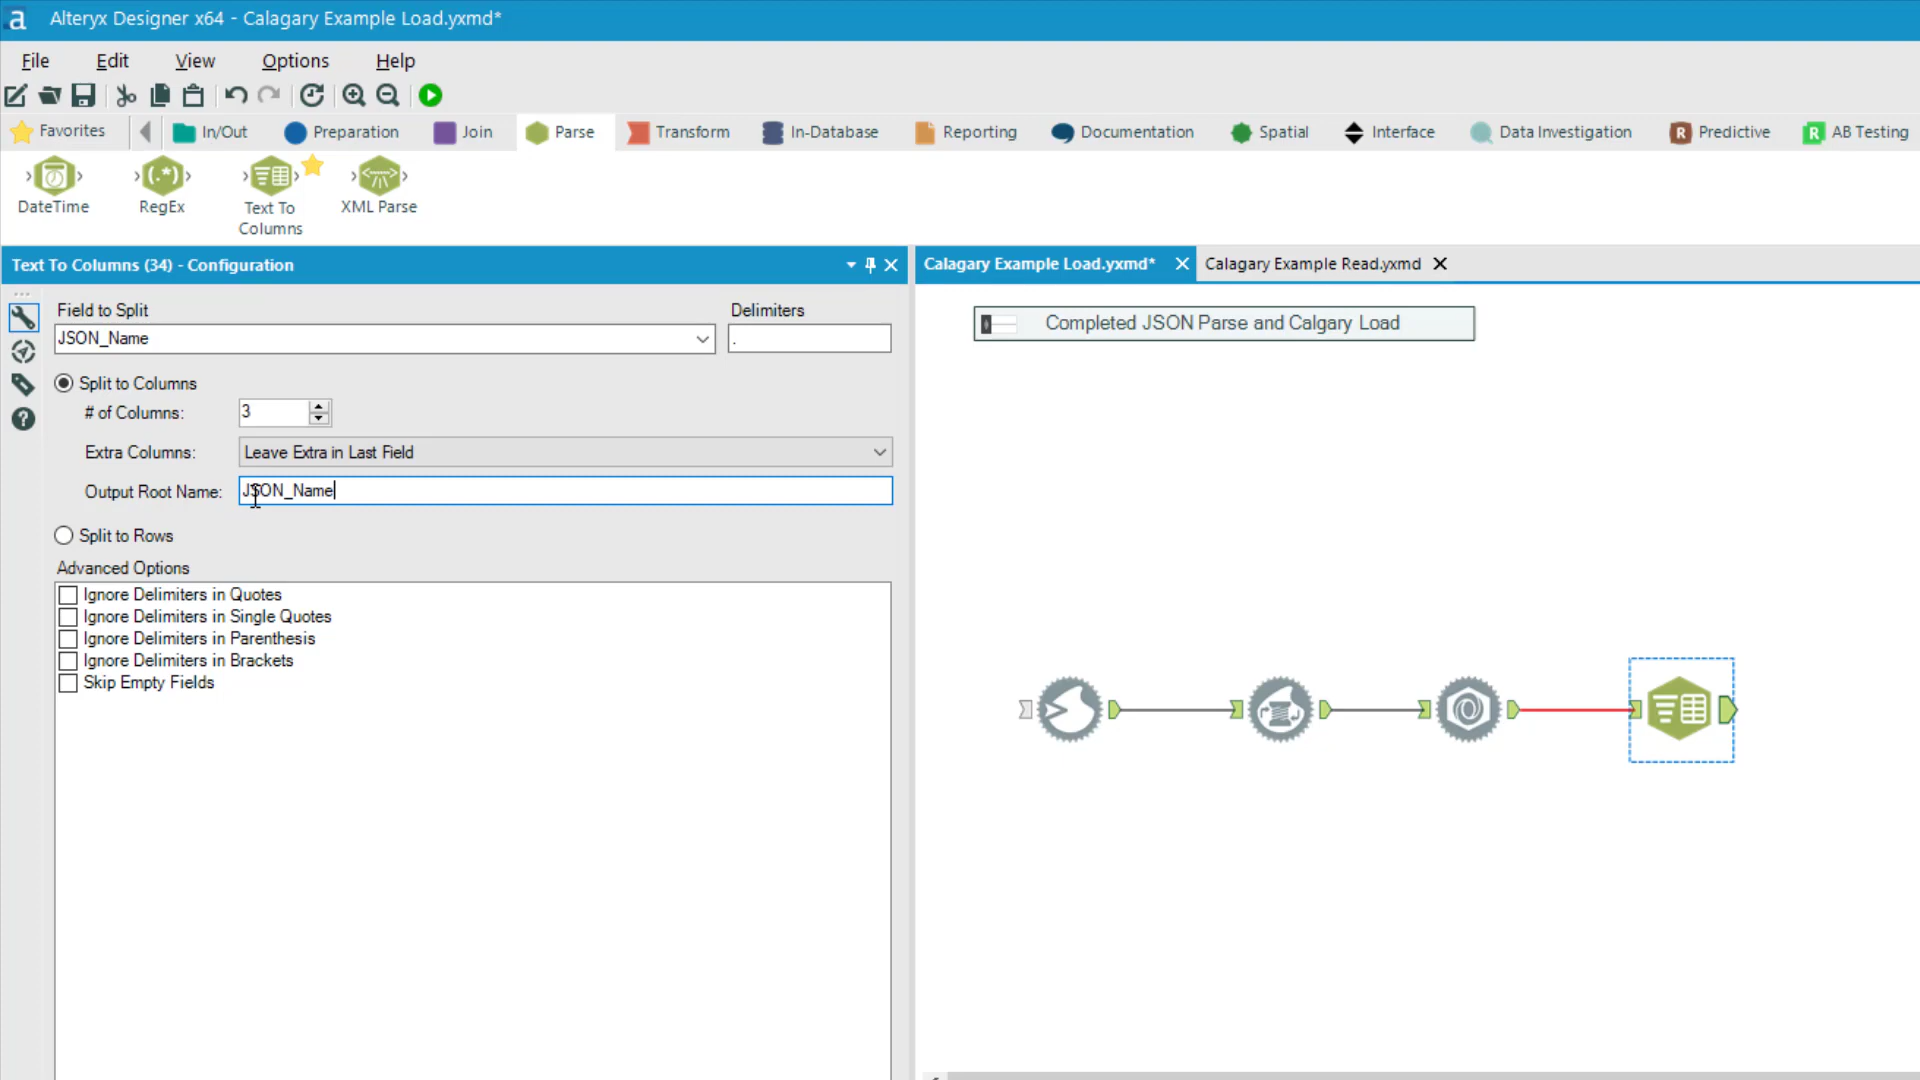 a Alteryx Designer x64 - Calagary Example Load.yxmd*
File Edit View Options Help
Favorites In/Out Preparation Join Parse Transform In-Database Reporting Documentation Spatial Interface Data Investigation R Predictive R AB Testing
(.*)
DateTime RegEx Text To Columns XML Parse
Text To Columns (34) - Configuration
Calagary Example Load.yxmd* Calagary Example Read.yxmd
Field to Split Delimiters
JSON_Name .
Completed JSON Parse and Calgary Load
Split to Columns
# of Columns: 3
Extra Columns: Leave Extra in Last Field
Output Root Name: JSON_Name
Split to Rows
Advanced Options
Ignore Delimiters in Quotes
Ignore Delimiters in Single Quotes
Ignore Delimiters in Parenthesis
Ignore Delimiters in Brackets
Skip Empty Fields